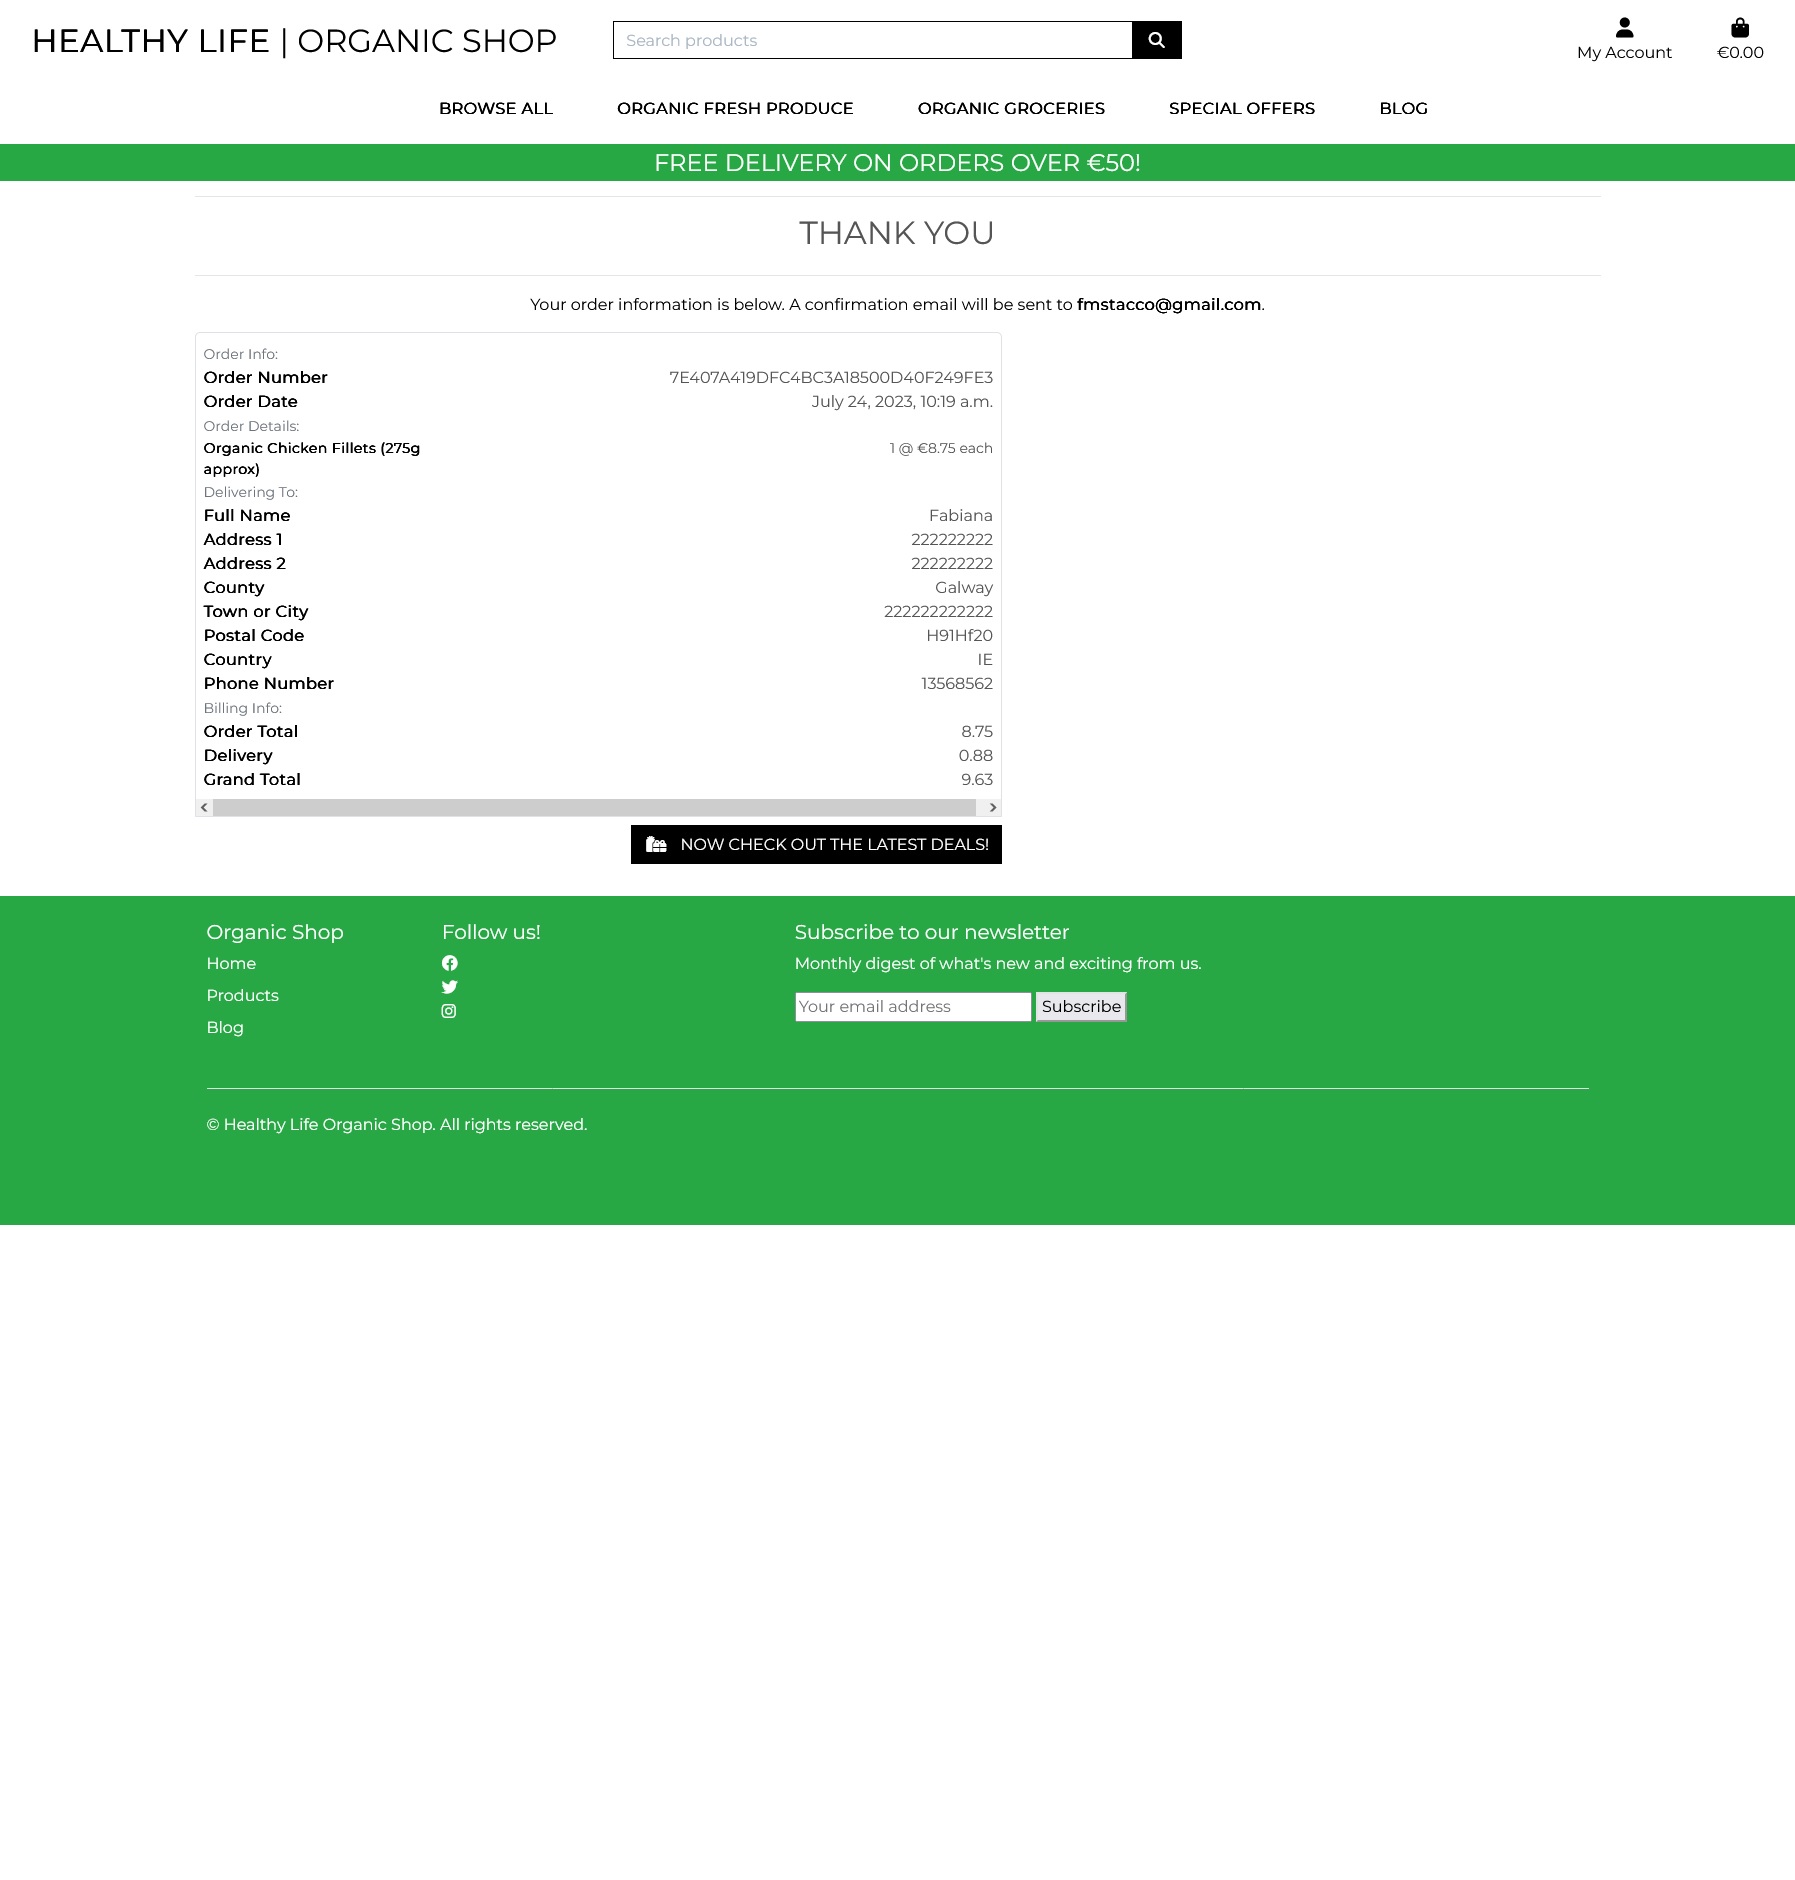 HEALTHY LIFE | ORGANIC SHOP
Search products
My Account
€0.00
BROWSE ALL
ORGANIC FRESH PRODUCE
ORGANIC GROCERIES
SPECIAL OFFERS
BLOG
FREE DELIVERY ON ORDERS OVER €50!
THANK YOU
Your order information is below. A confirmation email will be sent to fmstacco@gmail.com.
Order Info:
Order Number 7E407A419DFC4BC3A18500D40F249FE3
Order Date July 24, 2023, 10:19 a.m.
Order Details:
Organic Chicken Fillets (275g 1 @ €8.75 each
approx)
Delivering To:
Full Name Fabiana
Address 1 222222222
Address 2 222222222
County Galway
Town or City 222222222222
Postal Code H91Hf20
Country IE
Phone Number 13568562
Billing Info:
Order Total 8.75
Delivery 0.88
Grand Total 9.63
NOW CHECK OUT THE LATEST DEALS!
Organic Shop
Home
Products
Blog
Follow us!
Subscribe to our newsletter
Monthly digest of what's new and exciting from us.
Your email address
Subscribe
© Healthy Life Organic Shop. All rights reserved.